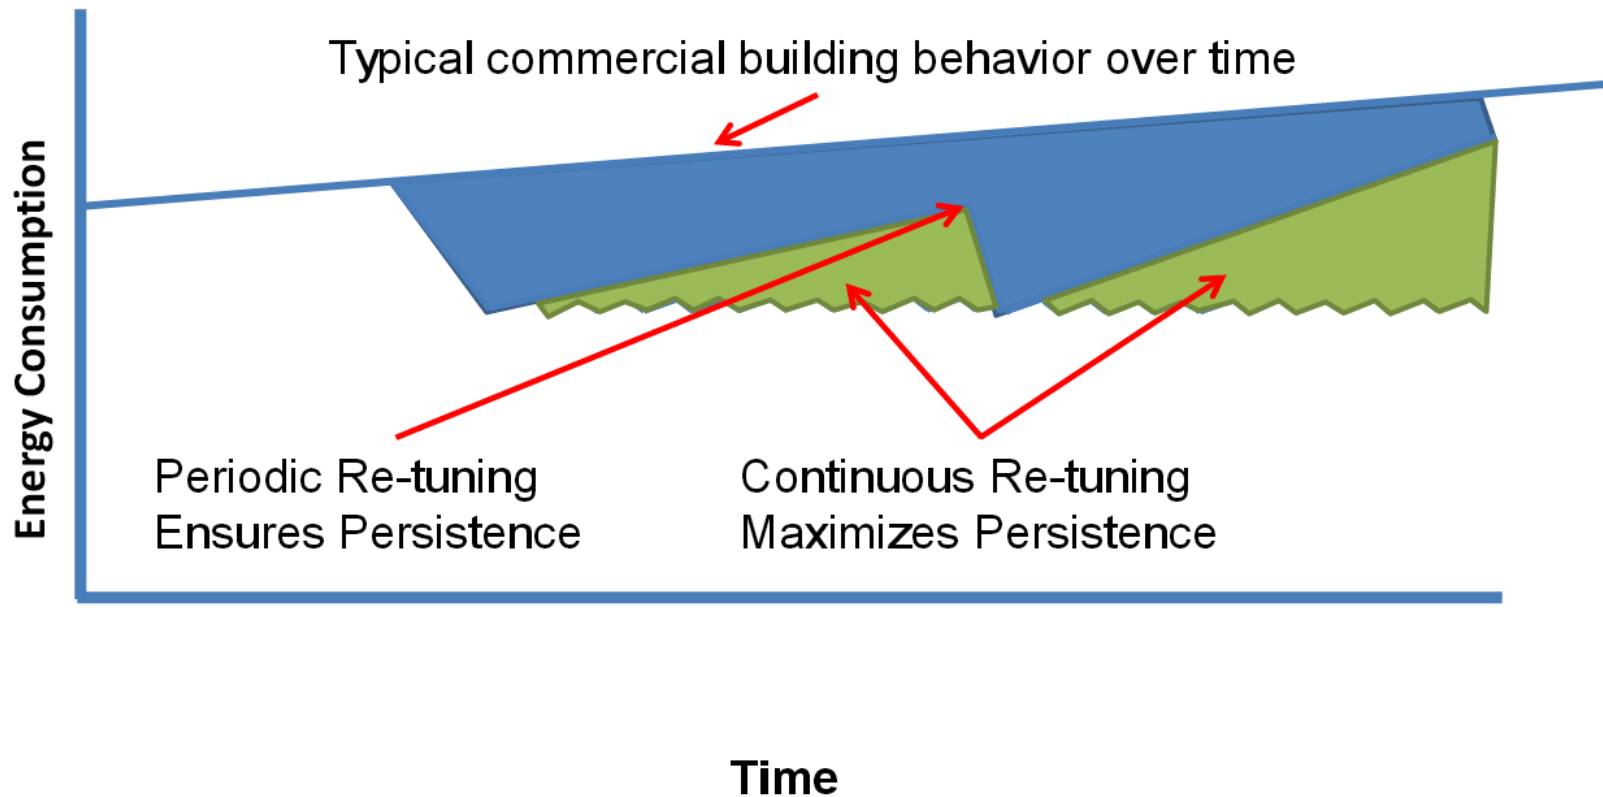 Typical commercial building behavior over time
Energy Consumption
Periodic Re-tuning
Ensures Persistence
Continuous Re-tuning
Maximizes Persistence
Time